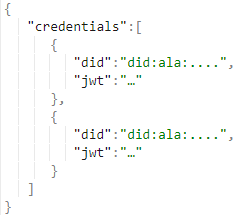 {
"credentials":[
{
"did":"did:ala:....",
"jwt":"…"
},
{
"did":"did:ala:....",
"jwt":"…"
}
]
}